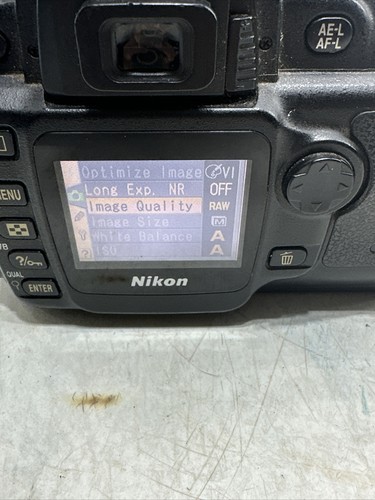 AE-L
AF-L
Optimize Image VI
Long Exp. NR OFF
Image Quality RAW
Image Size M
White Balance A
ISO A
MENU
?
QUAL
ENTER
Nikon